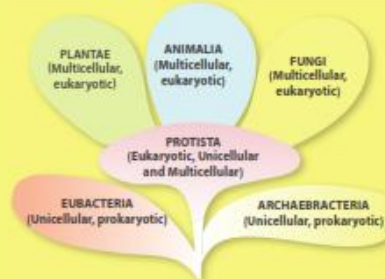 PLANTAE
(Multicellular,
eukaryotic)
ANIMALIA
(Multicellular,
eukaryotic)
FUNGI
(Multicellular,
eukaryotic)
PROTISTA
(Eukaryotic, Unicellular
and Multicellular)
EUBACTERIA
(Unicellular, prokaryotic)
ARCHAEBRACTERIA
(Unicellular, prokaryotic)